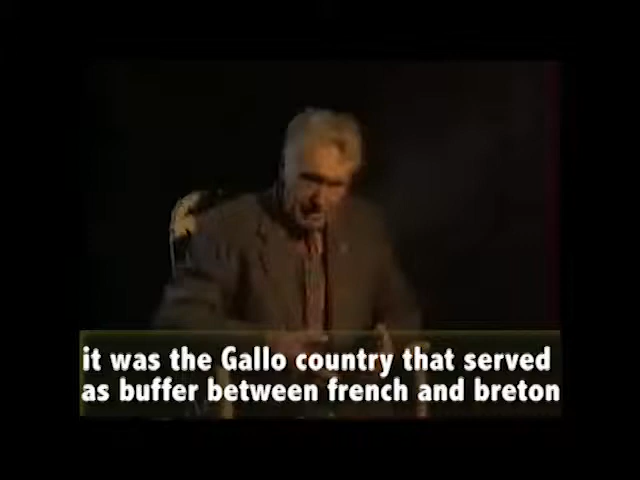 it was the Gallo country that served
as buffer between french and breton